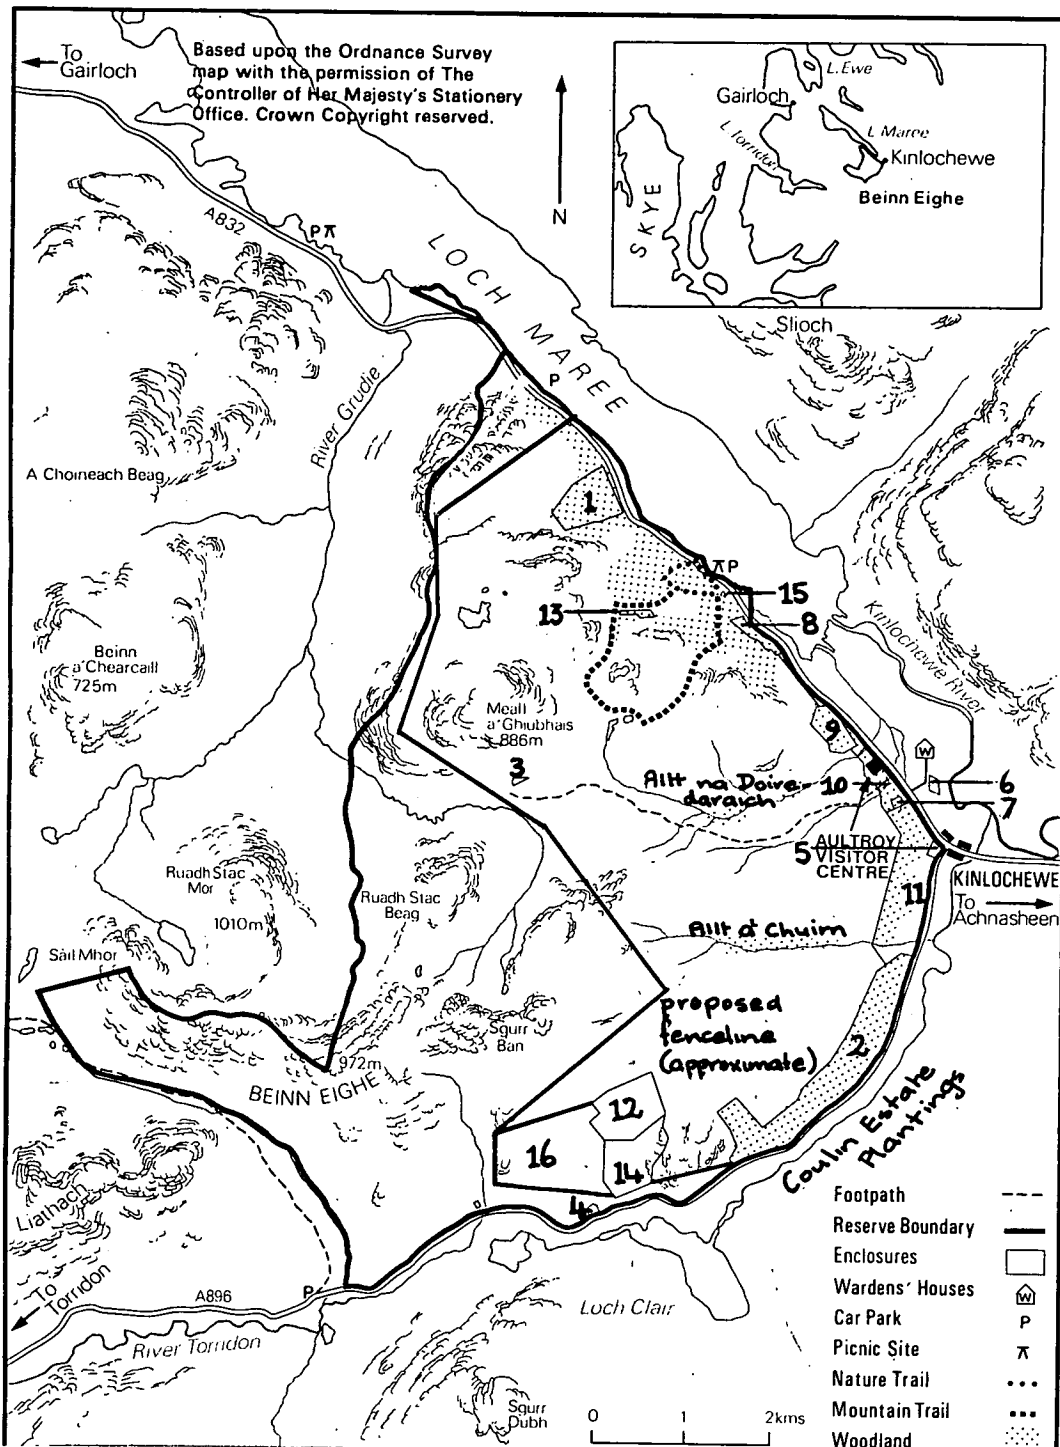 To
Gairloch
Based upon the Ordnance Survey
map with the permission of The
Controller of Her Majesty's Stationery
Office. Crown Copyright reserved.
N
L. Ewe
Gairloch
L. Maree
L. Torridon
Kinlochewe
Beinn Eighe
SKYE
A832
P
LOCH MAREE
Slioch
River Grudie
P
A Choineach Beag
1
P
15
13
8
Kinlochewe River
Beinn
a'Chearcaill
725m
Meall
a'Ghiubhais
886m
9
W
3
Allt na Doire-
daraich
10
6
7
5
AULTROY
VISITOR
CENTRE
KINLOCHEWE
To
Achnasheen
Ruadh Stac
Mor
1010m
Ruadh Stac
Beag
11
Allt a' Chuirn
Sail Mhor
proposed
fenceline
(approximate)
Sgurr
Ban
2
972m
BEINN EIGHE
12
16
14
Coulin Estate
Plantings
4
Liathach
To
Torridon
A896
P
River Torridon
Loch Clair
Sgurr
Dubh
0 1 2kms
Footpath
Reserve Boundary
Enclosures
Wardens' Houses W
Car Park P
Picnic Site
Nature Trail
Mountain Trail
Woodland